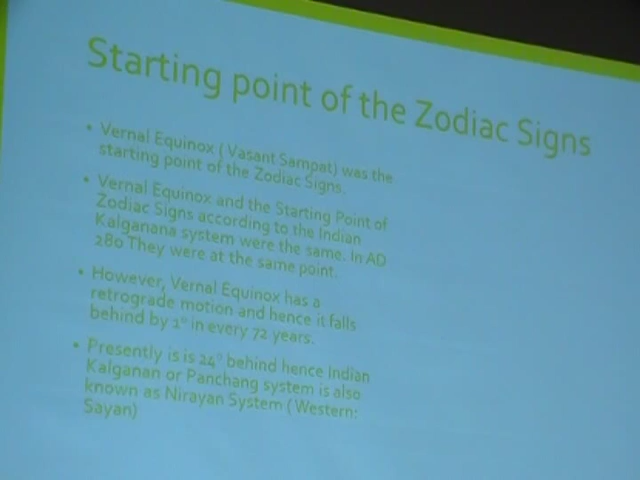 Starting point of the Zodiac Signs
• Vernal Equinox ( Vasant Sampat) was the
starting point of the Zodiac Signs.
• Vernal Equinox and the Starting Point of
Zodiac Signs according to the Indian
Kalganana system were the same. In AD
280 They were at the same point.
• However, Vernal Equinox has a
retrograde motion and hence it falls
behind by 1° in every 72 years.
• Presently is is 24° behind hence Indian
Kalganan or Panchang system is also
known as Nirayan System ( Western:
Sayan)